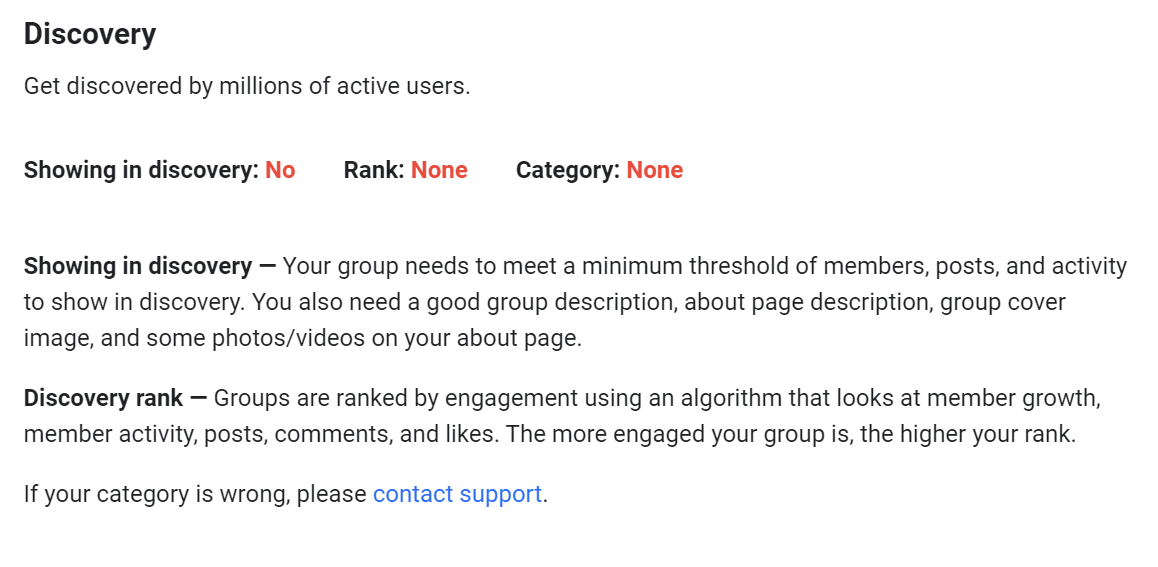 Discovery
Get discovered by millions of active users.
Showing in discovery: No Rank: None Category: None
Showing in discovery — Your group needs to meet a minimum threshold of members, posts, and activity
to show in discovery. You also need a good group description, about page description, group cover
image, and some photos/videos on your about page.
Discovery rank — Groups are ranked by engagement using an algorithm that looks at member growth,
member activity, posts, comments, and likes. The more engaged your group is, the higher your rank.
If your category is wrong, please contact support.